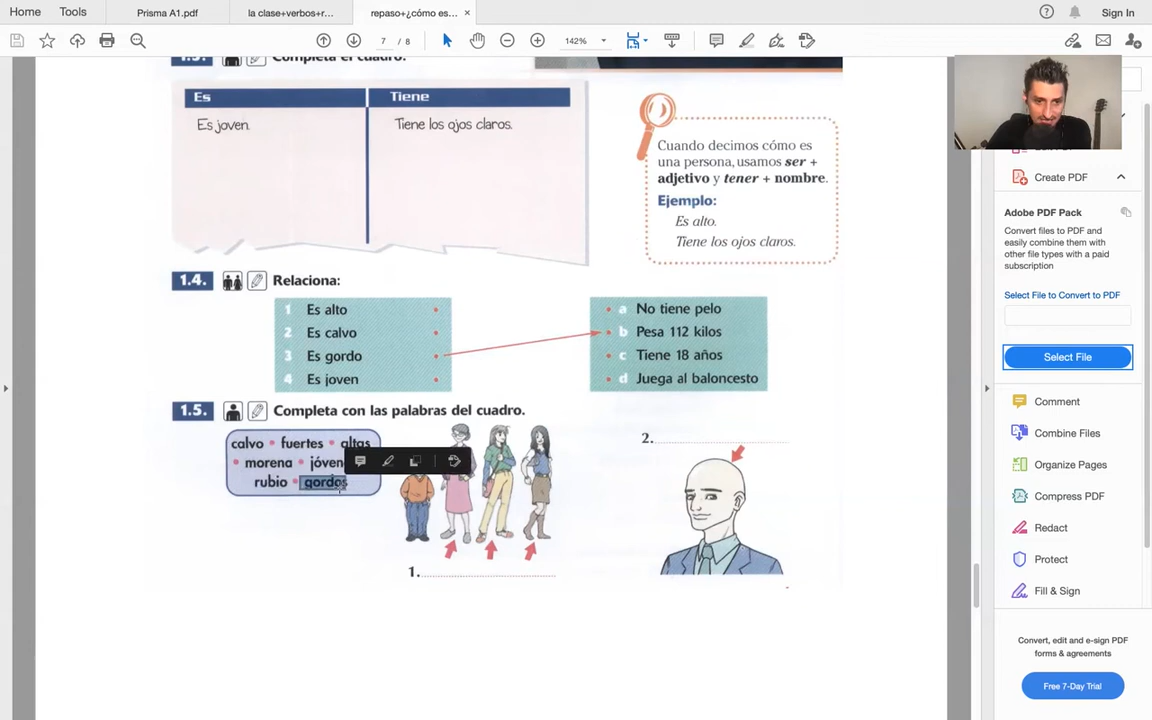 Home
Tools
Prisma A1.pdf
la clase+verbos+r...
repaso+¿cómo es...
Sign In
7 / 8
142%
Completa el cuadro.
Es
Tiene
Es joven.
Tiene los ojos claros.
Cuando decimos cómo es
una persona, usamos ser +
adjetivo y tener + nombre.
Ejemplo:
Es alto.
Tiene los ojos claros.
1.4. Relaciona:
1 Es alto
2 Es calvo
3 Es gordo
4 Es joven
a No tiene pelo
b Pesa 112 kilos
c Tiene 18 años
d Juega al baloncesto
1.5. Completa con las palabras del cuadro.
calvo • fuertes • altas
• morena •
rubio • gordos
1.
2.
Create PDF
Adobe PDF Pack
Convert files to PDF and
easily combine them with
other file types with a paid
subscription
Select File to Convert to PDF
Select File
Comment
Combine Files
Organize Pages
Compress PDF
Redact
Protect
Fill & Sign
Convert, edit and e-sign PDF
forms & agreements
Free 7-Day Trial